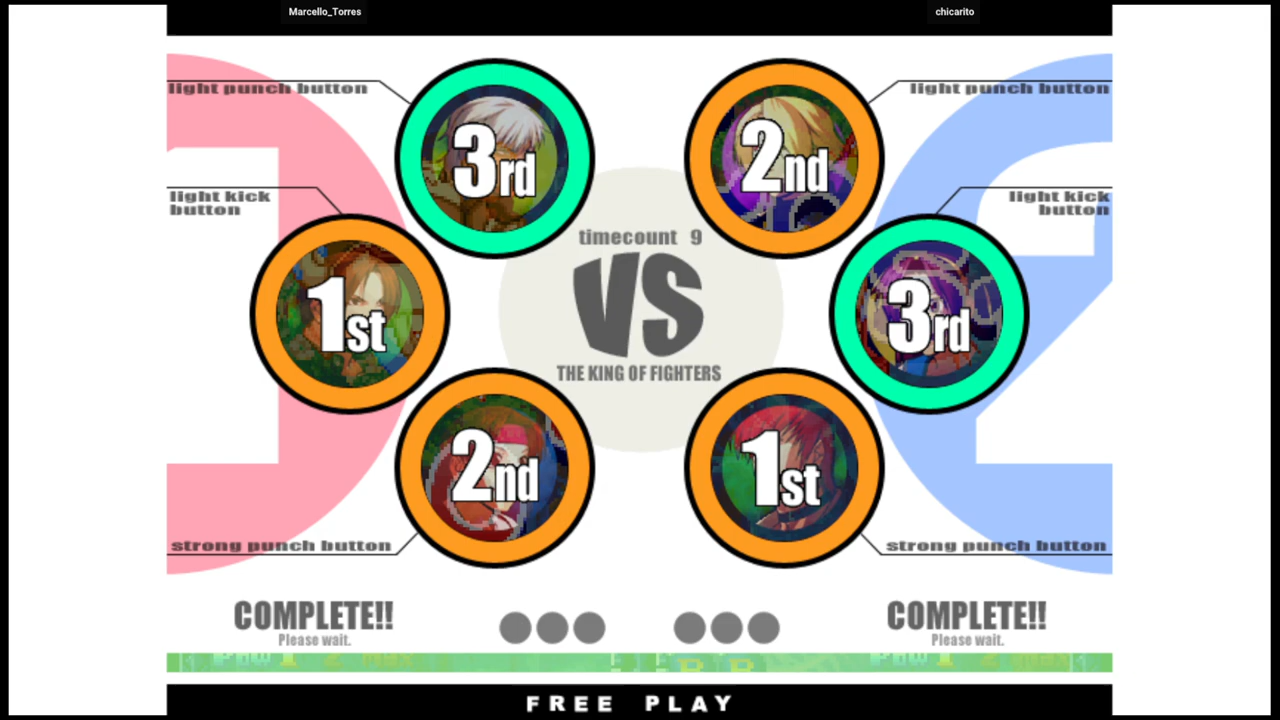 Marcello_Torres
chicarito
light punch button
light punch button
3rd
2nd
light kick
button
light kick
button
timecount 9
1st
VS
3rd
THE KING OF FIGHTERS
2nd
1st
strong punch button
strong punch button
COMPLETE!!
Please wait.
COMPLETE!!
Please wait.
FREE PLAY